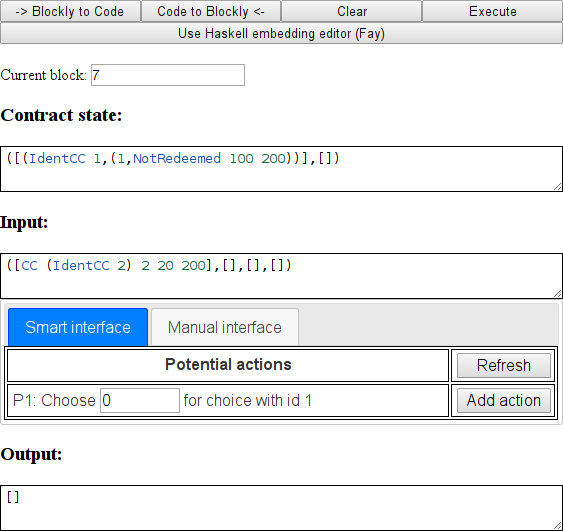 -> Blockly to Code Code to Blockly <- Clear Execute
Use Haskell embedding editor (Fay)
Current block: 7
Contract state:
([(IdentCC 1,(1,NotRedeemed 100 200))],[])
Input:
([CC (IdentCC 2) 2 20 200],[],[],[])
Smart interface Manual interface
Potential actions Refresh
P1: Choose 0 for choice with id 1 Add action
Output:
[]